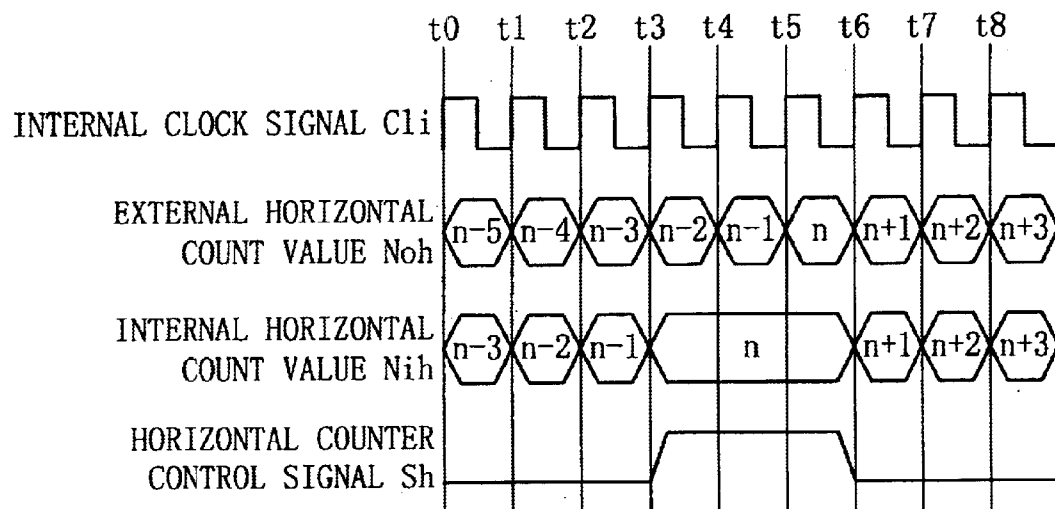 t0 t1 t2 t3 t4 t5 t6 t7 t8
INTERNAL CLOCK SIGNAL Cli
EXTERNAL HORIZONTAL
COUNT VALUE Noh
n-5 n-4 n-3 n-2 n-1 n n+1 n+2 n+3
INTERNAL HORIZONTAL
COUNT VALUE Nih
n-3 n-2 n-1 n n+1 n+2 n+3
HORIZONTAL COUNTER
CONTROL SIGNAL Sh